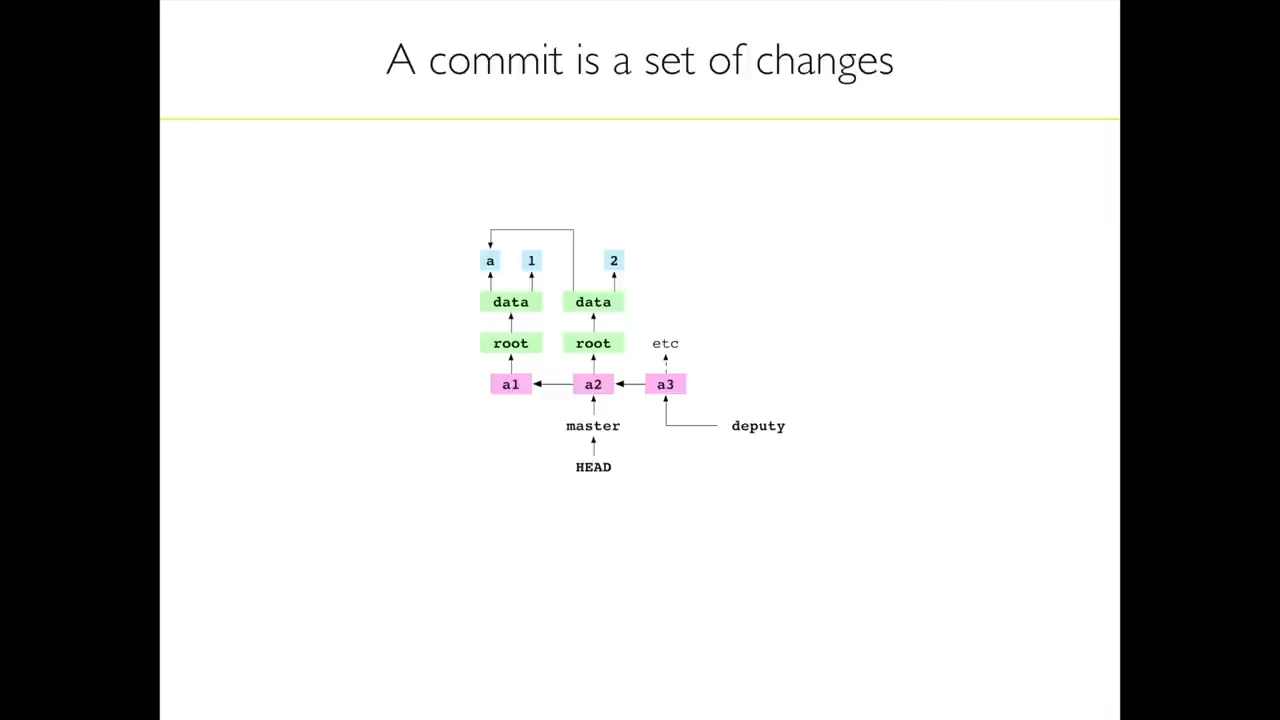 A commit is a set of changes
a 1 2
data data
root root etc
a1 a2 a3
master deputy
HEAD